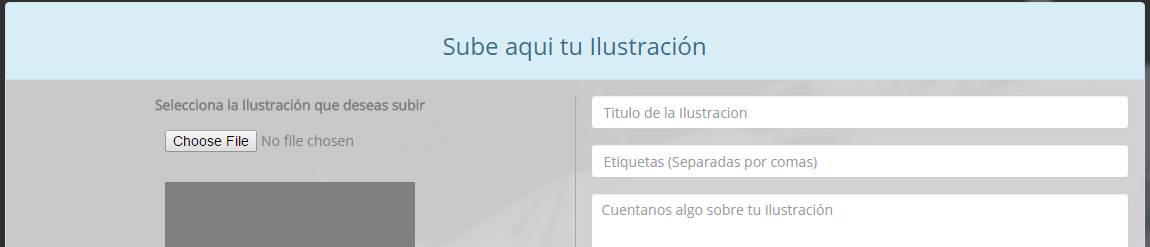 Sube aqui tu Ilustración
Selecciona la Ilustración que deseas subir
Choose File No file chosen
Titulo de la Ilustracion
Etiquetas (Separadas por comas)
Cuentanos algo sobre tu Ilustración